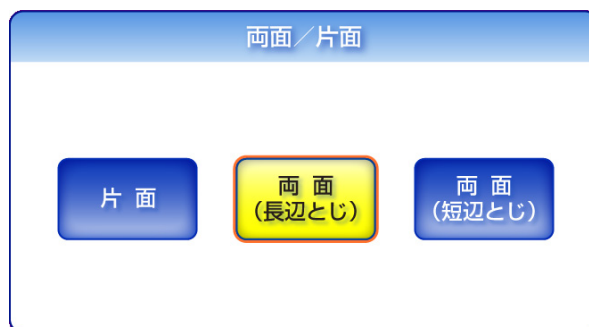 両面／片面
片 面
両 面
（長辺とじ）
両 面
（短辺とじ）